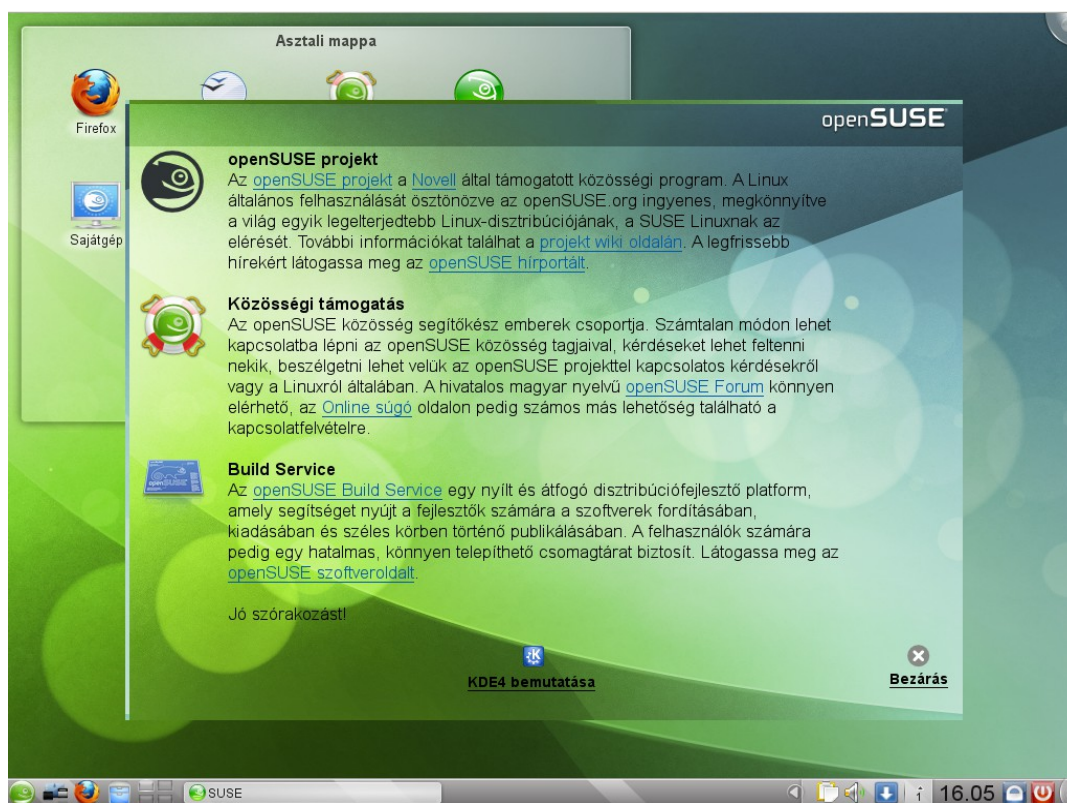 Asztali mappa
Firefox
Sajátgép
openSUSE
openSUSE projekt
Az openSUSE projekt a Novell által támogatott közösségi program. A Linux
általános felhasználását ösztönözve az openSUSE.org ingyenes, megkönnyítve
a világ egyik legelterjedtebb Linux-disztribúciójának, a SUSE Linuxnak az
elérését. További információkat találhat a projekt wiki oldalán. A legfrissebb
hírekért látogassa meg az openSUSE hírportált.
Közösségi támogatás
Az openSUSE közösség segítőkész emberek csoportja. Számtalan módon lehet
kapcsolatba lépni az openSUSE közösség tagjaival, kérdéseket lehet feltenni
nekik, beszélgetni lehet velük az openSUSE projekttel kapcsolatos kérdésekről
vagy a Linuxról általában. A hivatalos magyar nyelvű openSUSE Forum könnyen
elérhető, az Online súgó oldalon pedig számos más lehetőség található a
kapcsolatfelvételre.
Build Service
Az openSUSE Build Service egy nyílt és átfogó disztribúciófejlesztő platform,
amely segítséget nyújt a fejlesztők számára a szoftverek fordításában,
kiadásában és széles körben történő publikálásában. A felhasználók számára
pedig egy hatalmas, könnyen telepíthető csomagtárat biztosít. Látogassa meg az
openSUSE szoftveroldalt.
Jó szórakozást!
KDE4 bemutatása
Bezárás
SUSE
16.05